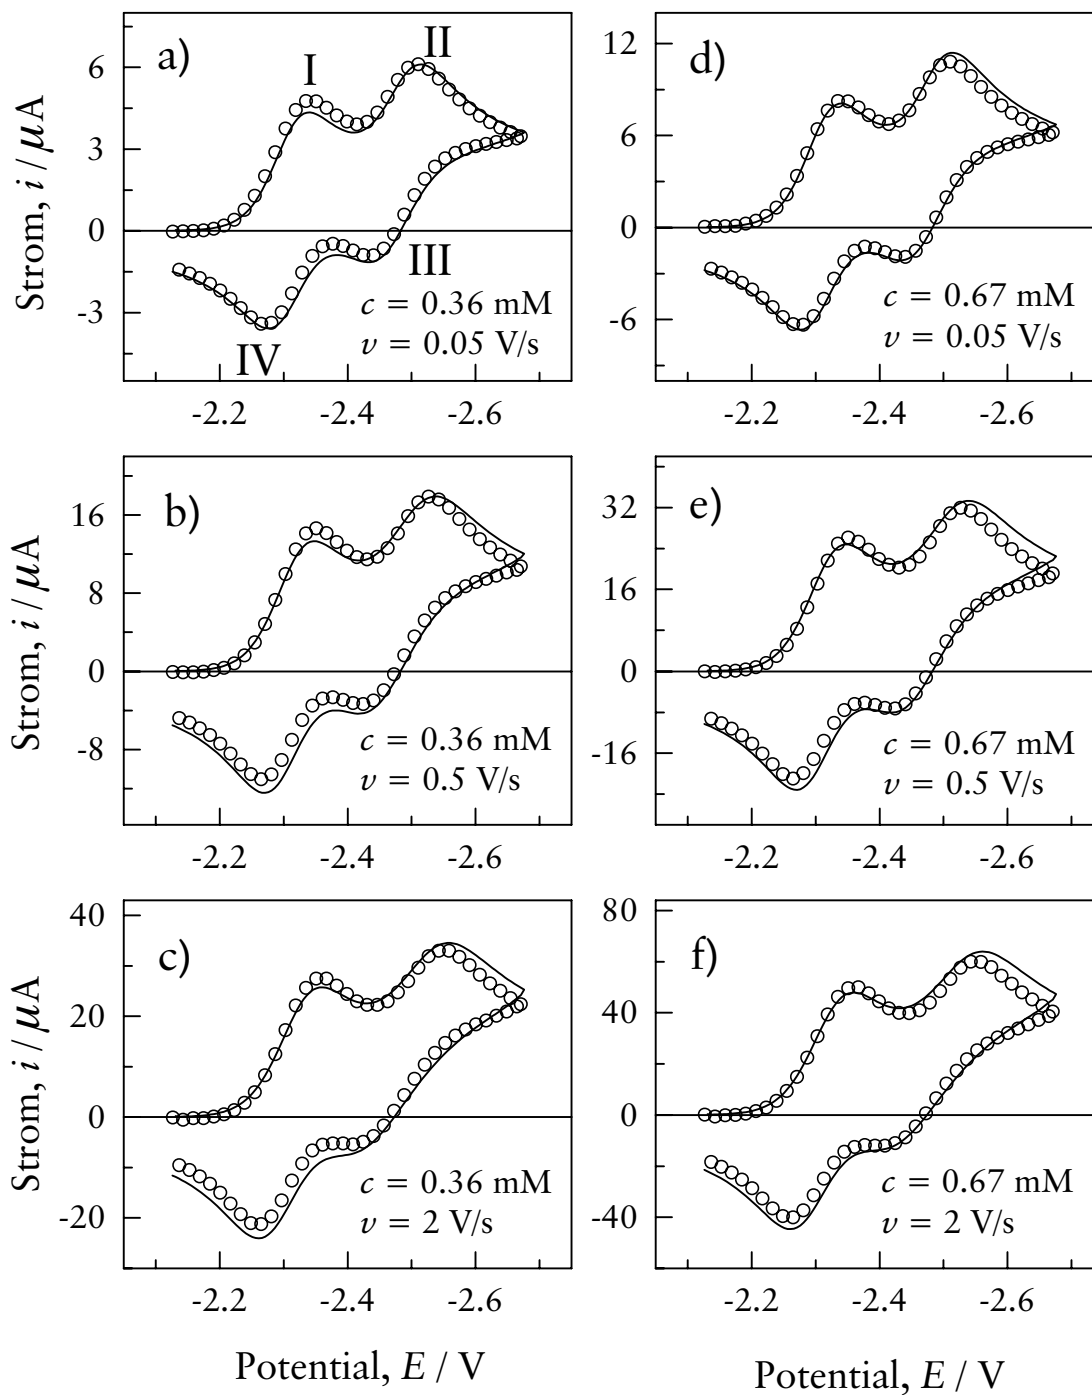 a)
I
II
III
IV
c = 0.36 mM
v = 0.05 V/s
6
3
0
-3
-2.2
-2.4
-2.6
Strom, i / μA
d)
c = 0.67 mM
v = 0.05 V/s
12
6
0
-6
-2.2
-2.4
-2.6
b)
c = 0.36 mM
v = 0.5 V/s
16
8
0
-8
-2.2
-2.4
-2.6
Strom, i / μA
e)
c = 0.67 mM
v = 0.5 V/s
32
16
0
-16
-2.2
-2.4
-2.6
c)
c = 0.36 mM
v = 2 V/s
40
20
0
-20
-2.2
-2.4
-2.6
Strom, i / μA
Potential, E / V
f)
c = 0.67 mM
v = 2 V/s
80
40
0
-40
-2.2
-2.4
-2.6
Potential, E / V